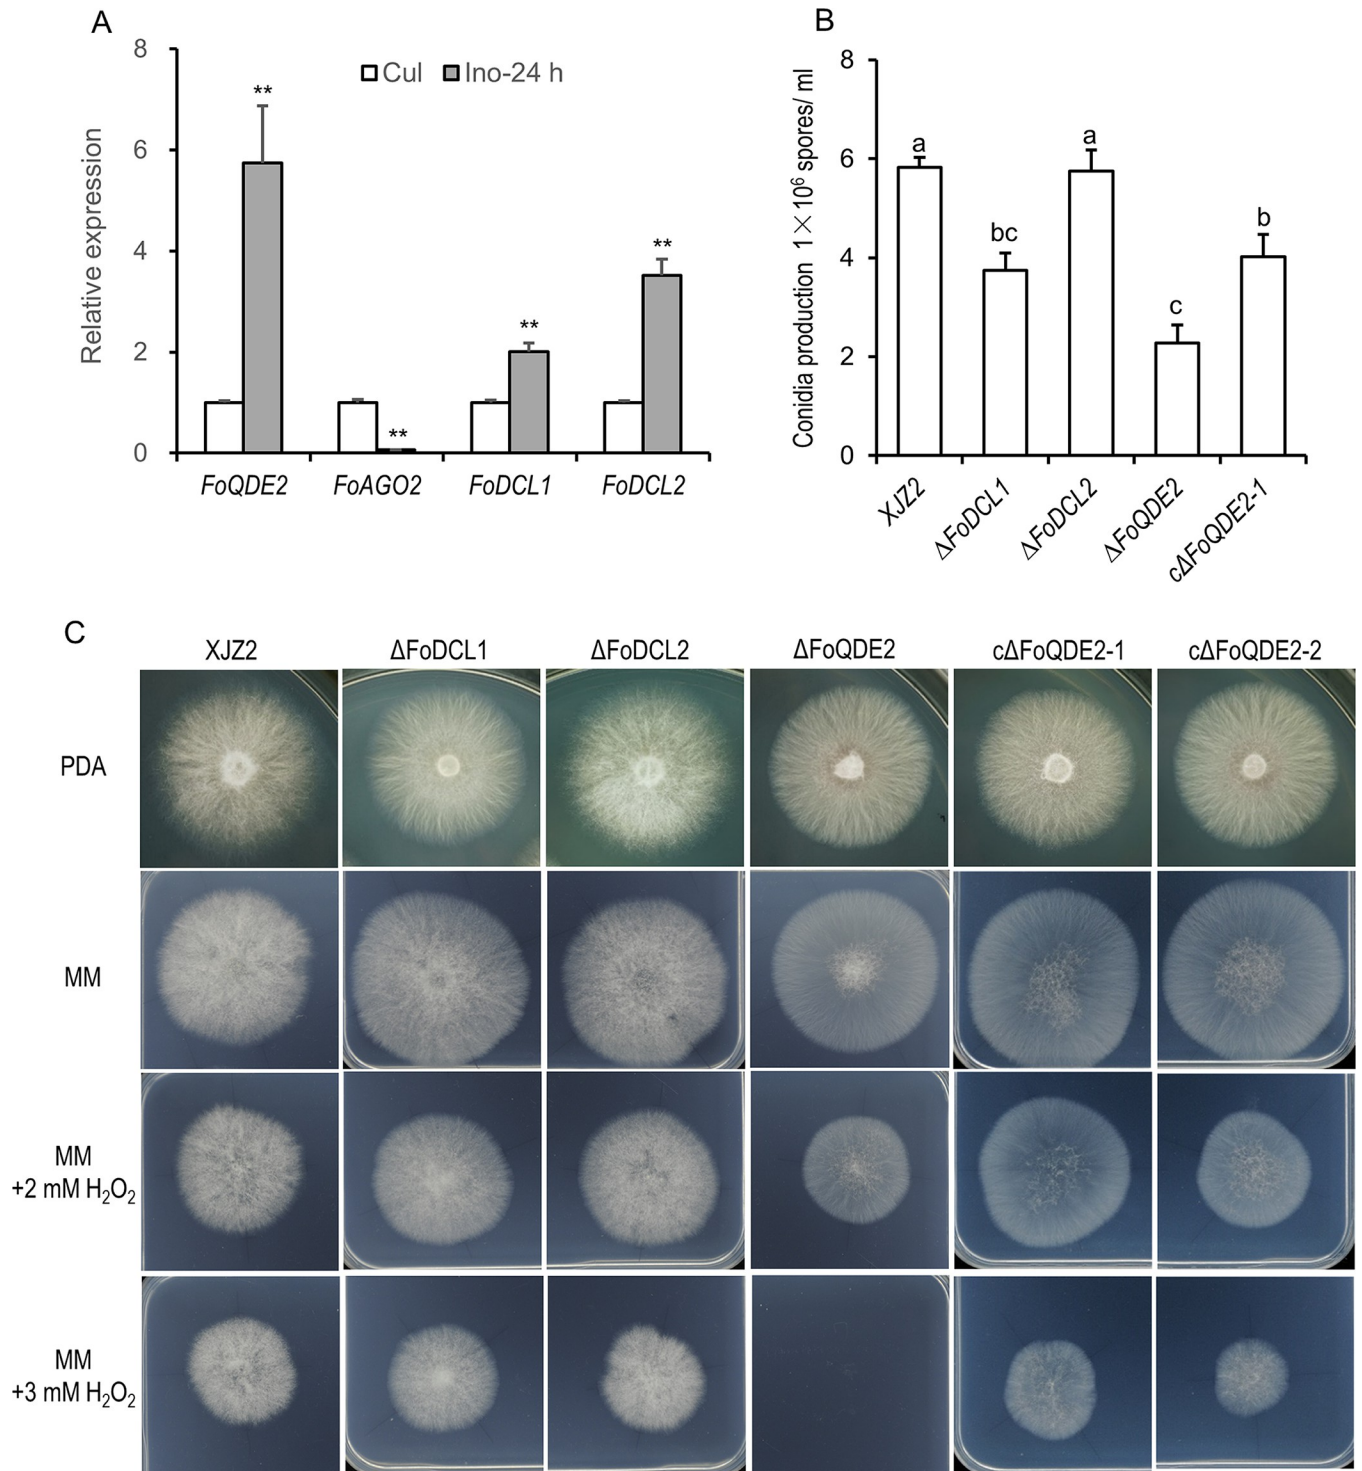 A
8
6
4
2
0
Relative expression
Cul
Ino-24 h
**
**
**
**
FoQDE2
FoAGO2
FoDCL1
FoDCL2
B
8
6
4
2
0
Conidia production 1×10⁶ spores/ ml
a
bc
a
c
b
XJZ2
ΔFoDCL1
ΔFoDCL2
ΔFoQDE2
cΔFoQDE2-1
C
XJZ2
ΔFoDCL1
ΔFoDCL2
ΔFoQDE2
cΔFoQDE2-1
cΔFoQDE2-2
PDA
MM
MM
+2 mM H₂O₂
MM
+3 mM H₂O₂